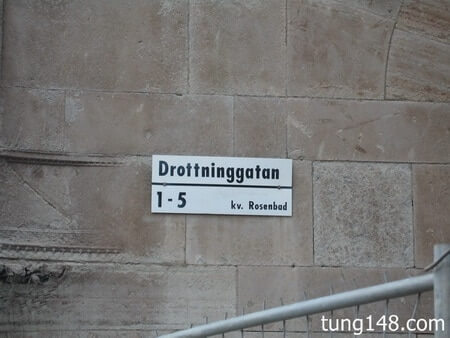 Drottninggatan
1-5 kv. Rosenbad
tung148.com